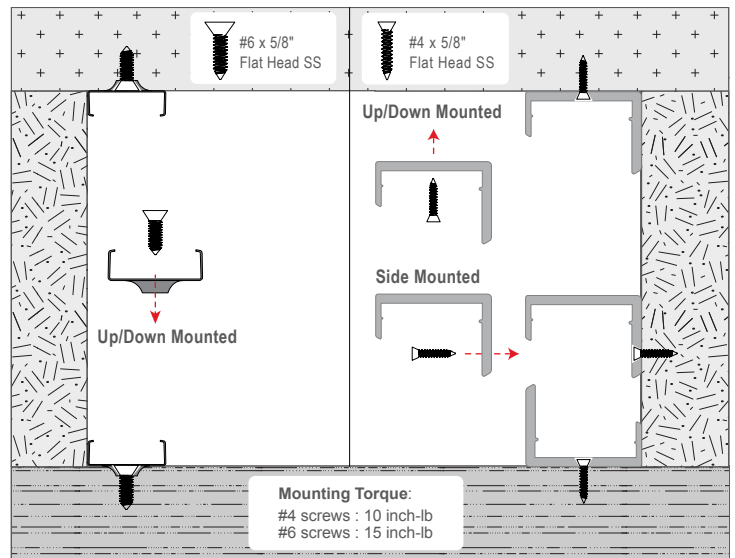 #6 x 5/8"
Flat Head SS
#4 x 5/8"
Flat Head SS
Up/Down Mounted
Side Mounted
Up/Down Mounted
Mounting Torque:
#4 screws : 10 inch-lb
#6 screws : 15 inch-lb